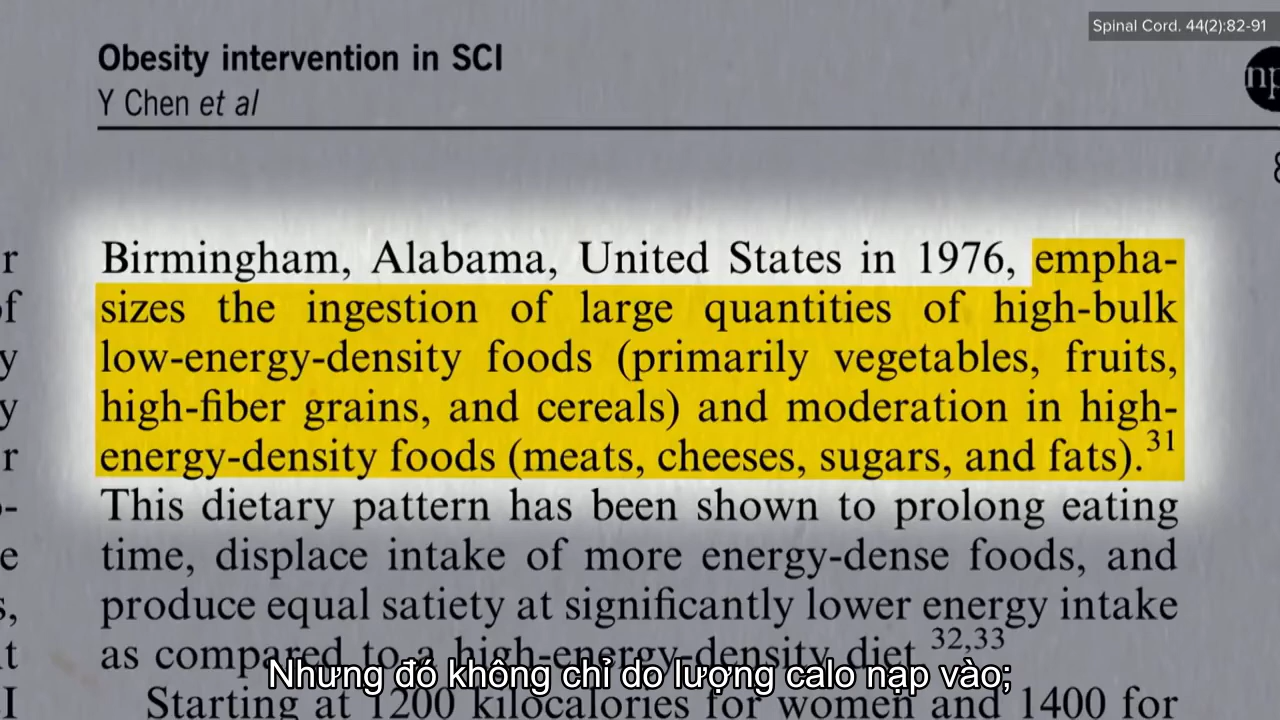 Spinal Cord. 44(2):82-91
Obesity intervention in SCI
Y Chen et al
np
Birmingham, Alabama, United States in 1976, empha-
sizes the ingestion of large quantities of high-bulk
low-energy-density foods (primarily vegetables, fruits,
high-fiber grains, and cereals) and moderation in high-
energy-density foods (meats, cheeses, sugars, and fats).31
This dietary pattern has been shown to prolong eating
time, displace intake of more energy-dense foods, and
produce equal satiety at significantly lower energy intake
as compared to a high-energy-density diet 32,33
Nhưng đó không chỉ do lượng calo nạp vào;
Starting at 1200 kilocalories for women and 1400 for